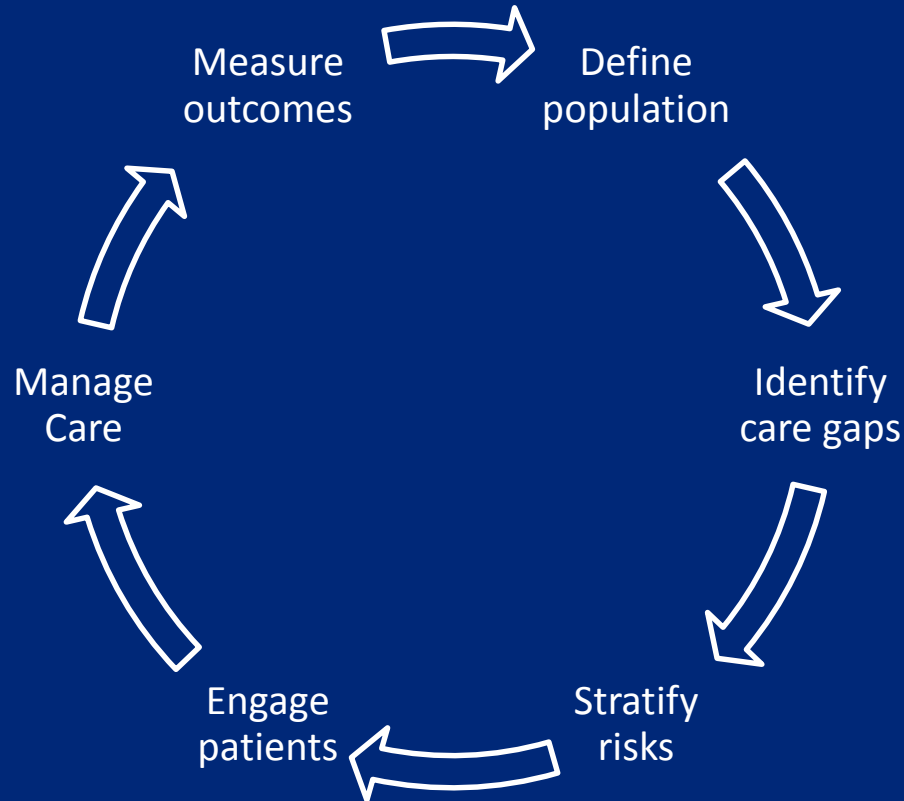 Measure
outcomes
Define
population
Identify
care gaps
Stratify
risks
Engage
patients
Manage
Care